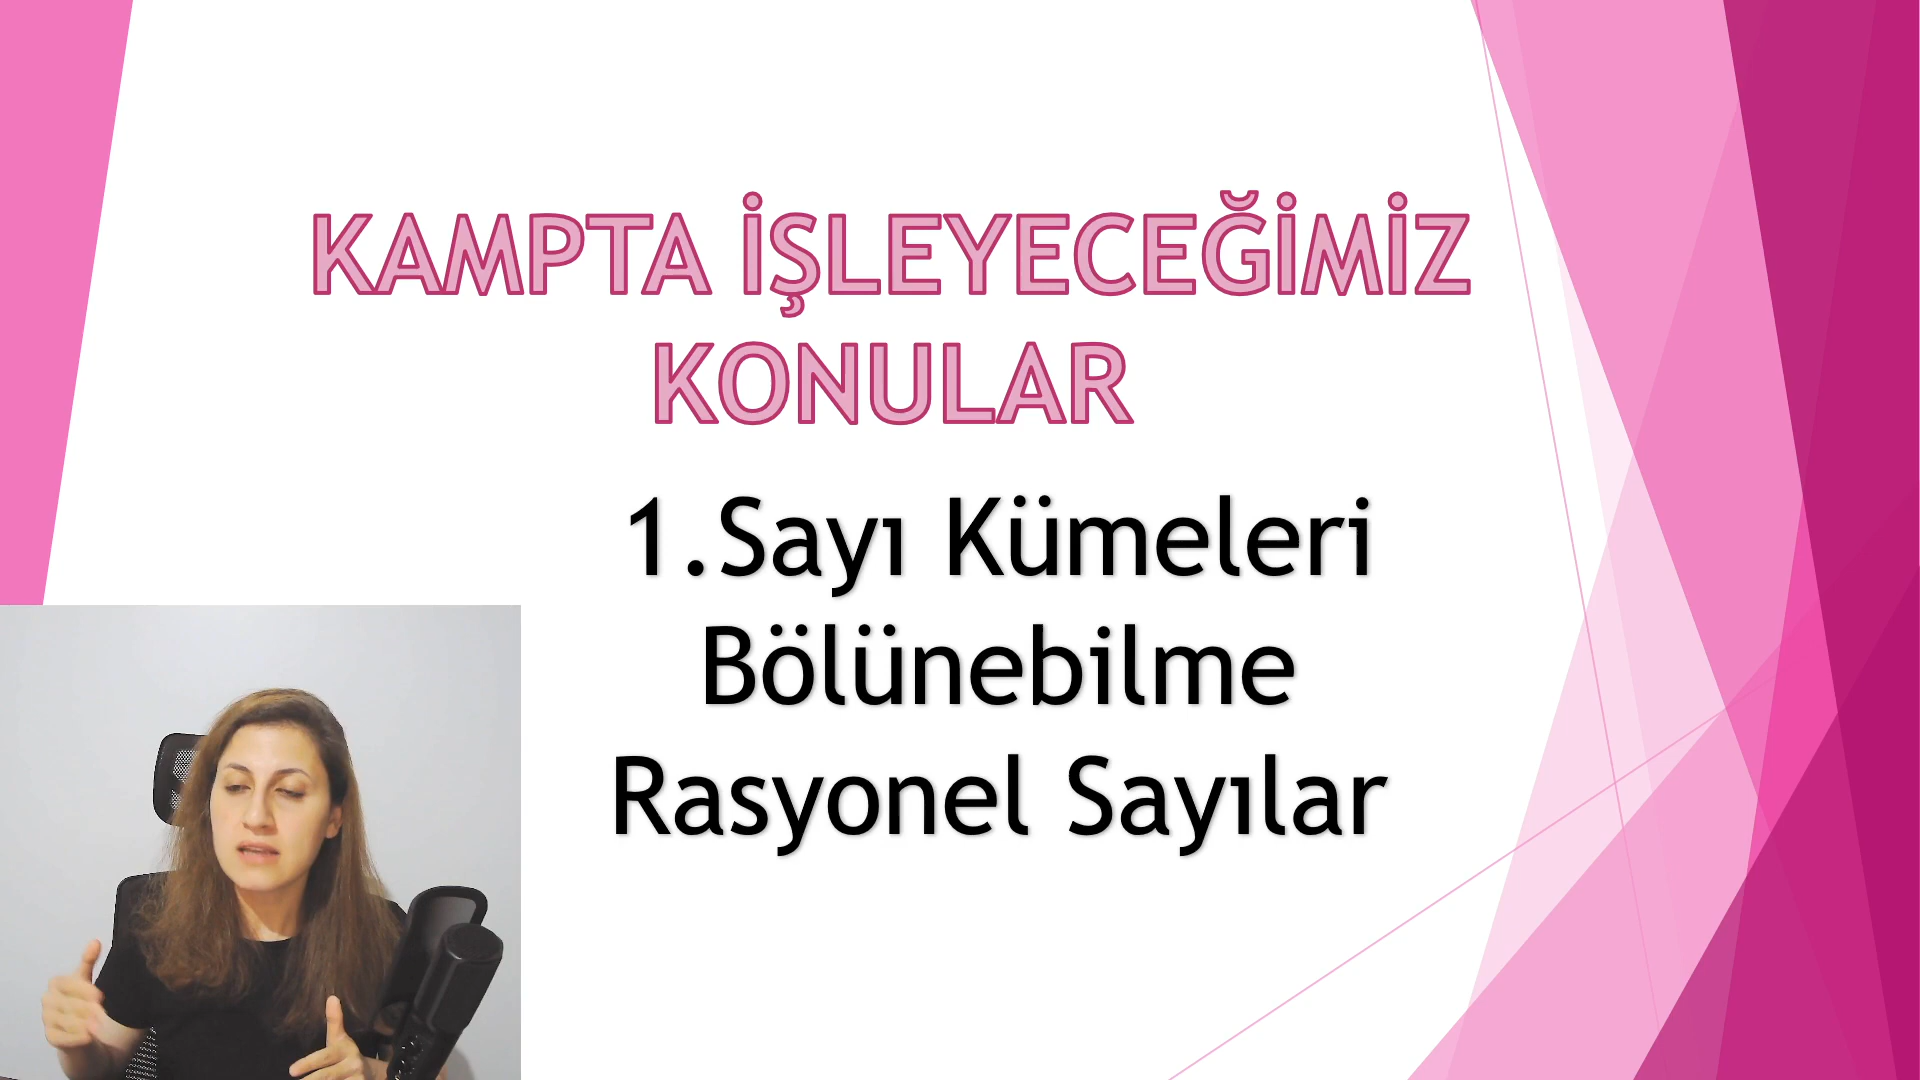 KAMPTA İŞLEYECEĞİMİZ
KONULAR
1.Sayı Kümeleri
Bölünebilme
Rasyonel Sayılar